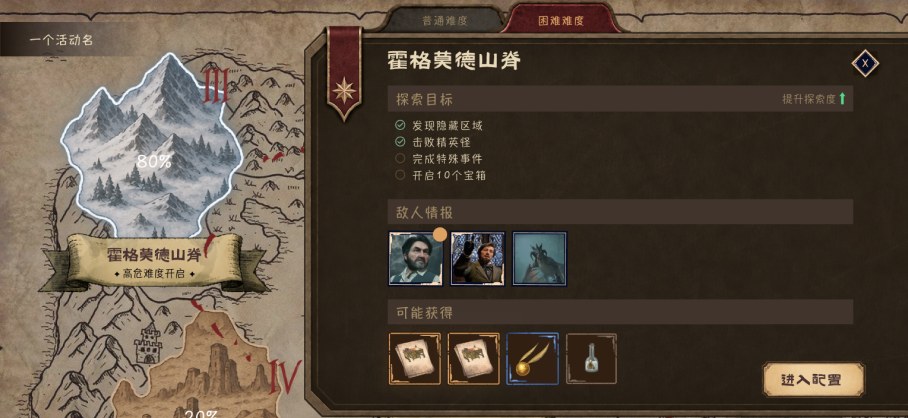 普通难度
困难难度
一个活动名
霍格莫德山脊
X
探索目标
提升探索度
发现隐藏区域
击败精英怪
完成特殊事件
开启10个宝箱
敌人情报
可能获得
进入配置
III
80%
霍格莫德山脊
高危难度开启
IV
20%